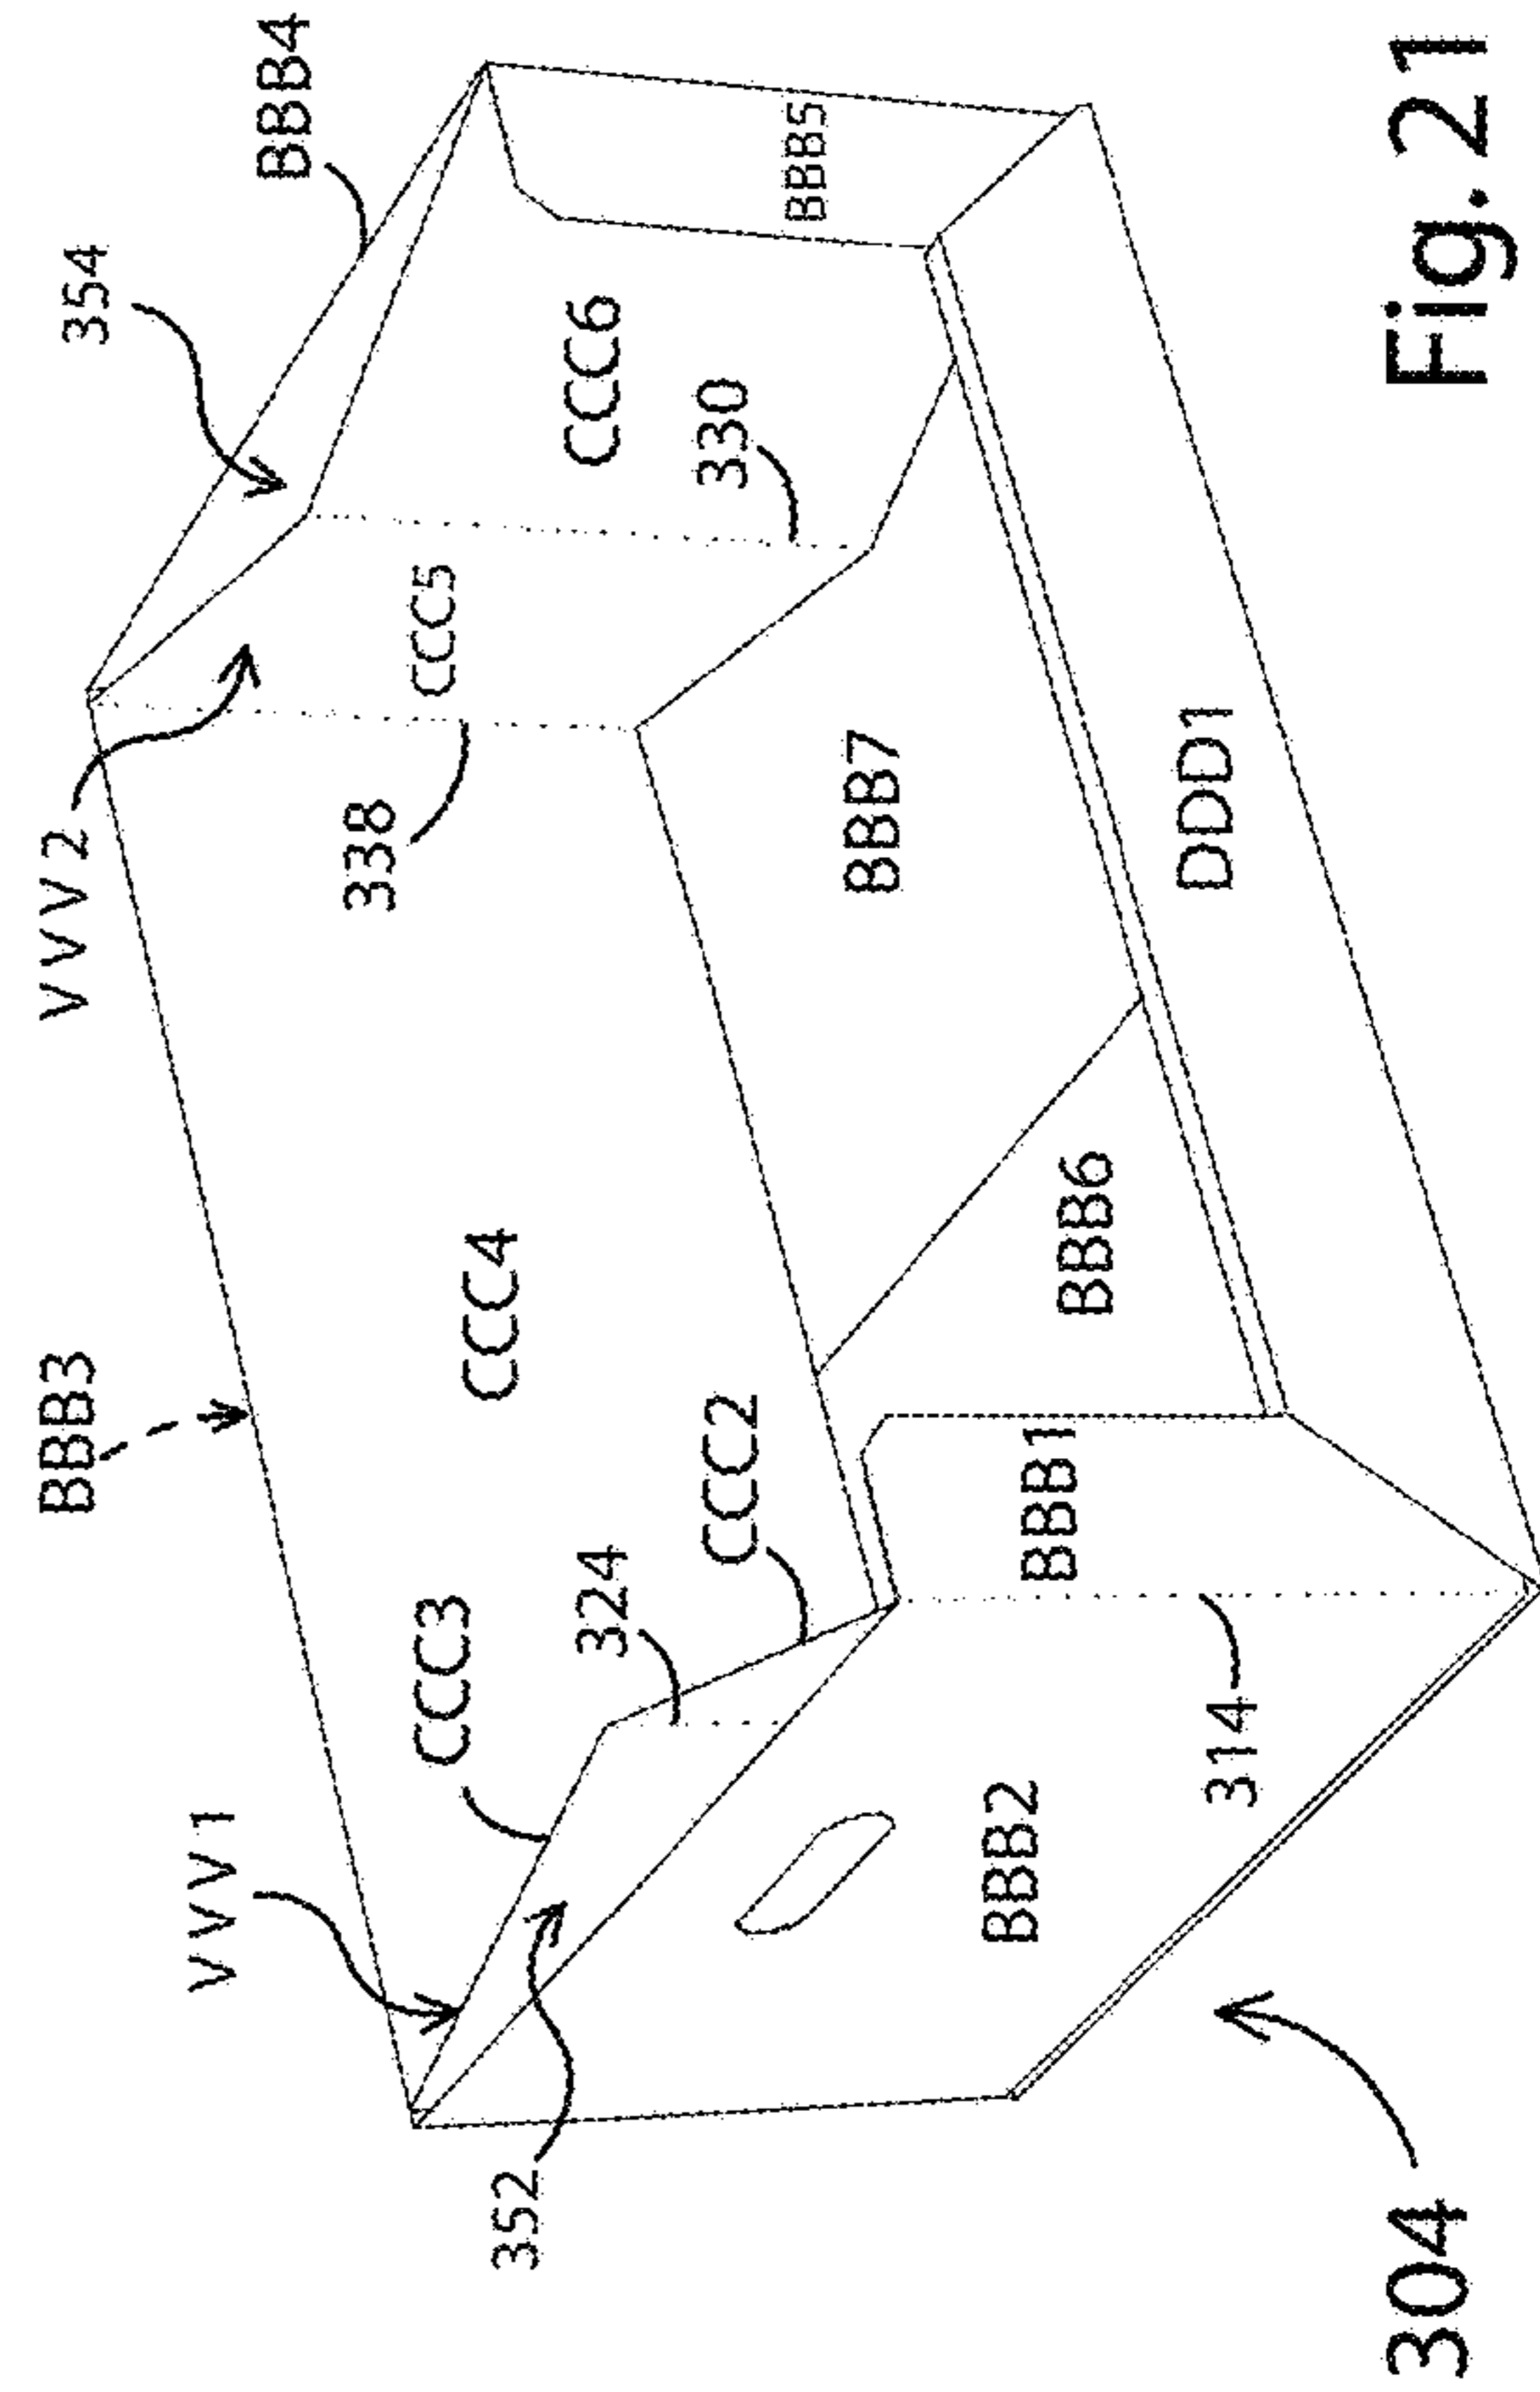 BBB3
VVV2
354
VVV1
BBB4
338
CCC3
CCC5
CCC4
352
324
CCC6
CCC2
330
BBB5
BBB7
BBB2
BBB1
BBB6
DDD1
314
304
Fig. 21